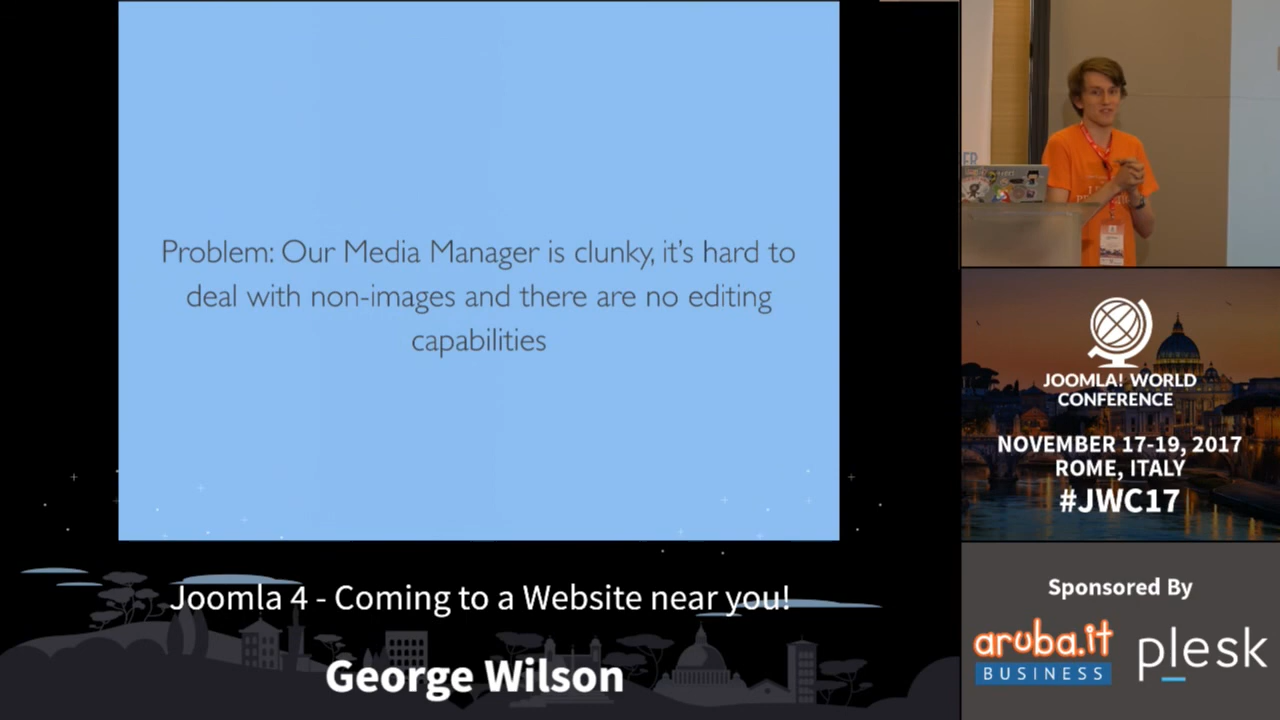 Problem: Our Media Manager is clunky, it's hard to
deal with non-images and there are no editing
capabilities
Joomla 4 - Coming to a Website near you!
George Wilson
JOOMLA! WORLD
CONFERENCE
NOVEMBER 17-19, 2017
ROME, ITALY
#JWC17
Sponsored By
aruba.it
BUSINESS
plesk